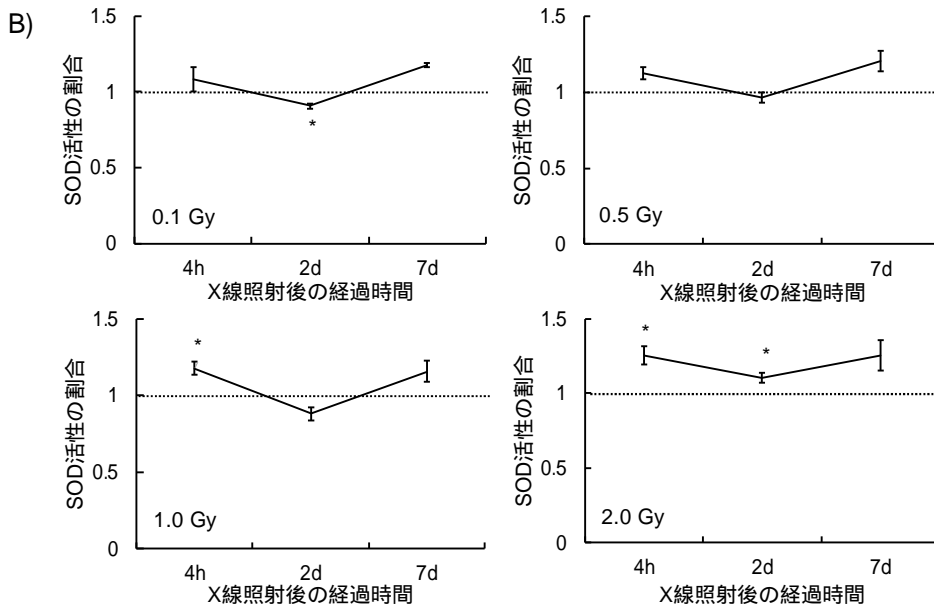 B)
SOD活性の割合
1.5
1
0.5
0
0.1 Gy
*
4h 2d 7d
X線照射後の経過時間
SOD活性の割合
1.5
1
0.5
0
0.5 Gy
4h 2d 7d
X線照射後の経過時間
SOD活性の割合
1.5
1
0.5
0
*
1.0 Gy
4h 2d 7d
X線照射後の経過時間
SOD活性の割合
1.5
1
0.5
0
* *
2.0 Gy
4h 2d 7d
X線照射後の経過時間